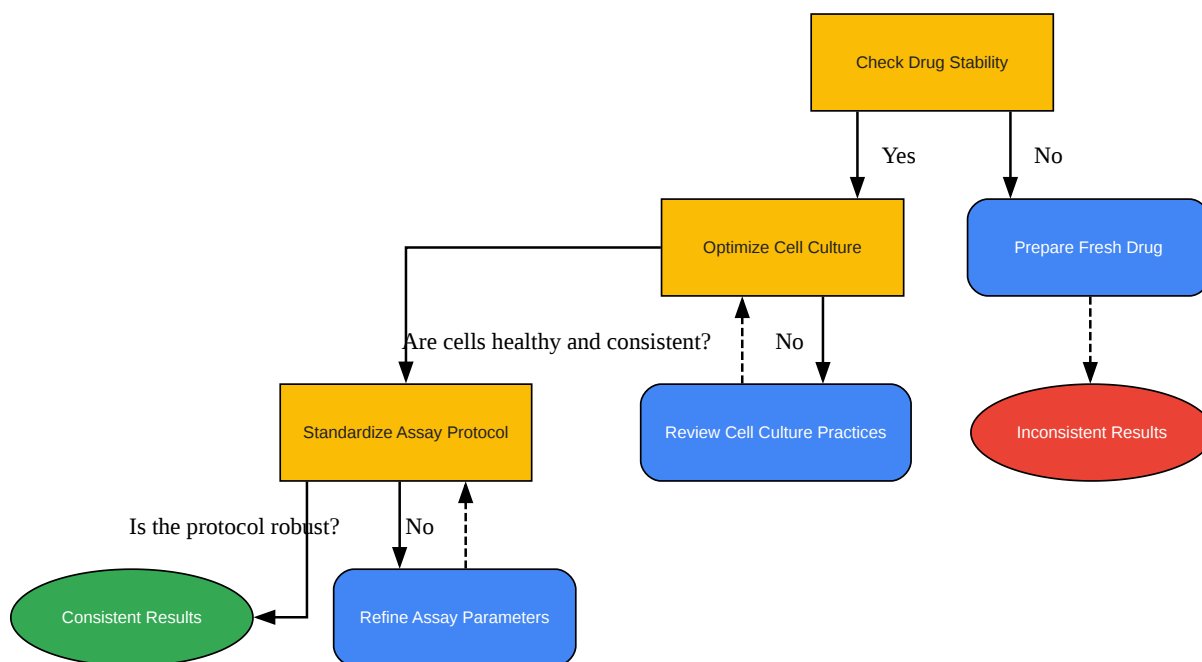 Check Drug Stability
Yes
No
Optimize Cell Culture
Prepare Fresh Drug
Are cells healthy and consistent?
No
Standardize Assay Protocol
Review Cell Culture Practices
Inconsistent Results
Is the protocol robust?
No
Consistent Results
Refine Assay Parameters